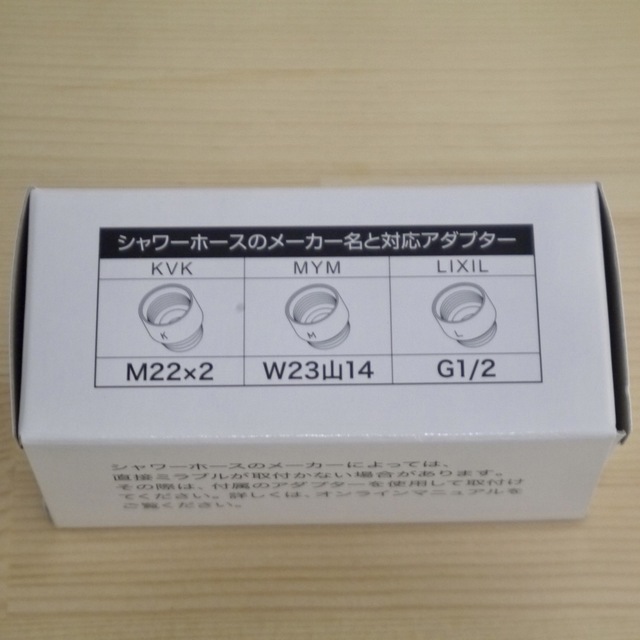 シャワーホースのメーカー名と対応アダプター
KVK MYM LIXIL
K M L
M22×2 W23山14 G1/2
シャワーホースのメーカーによっては、
直接ミラブルが取付かない場合があります。
その際は、付属のアダプターを使用して取付け
てください。詳しくは、オンラインマニュアルを
ご覧ください。